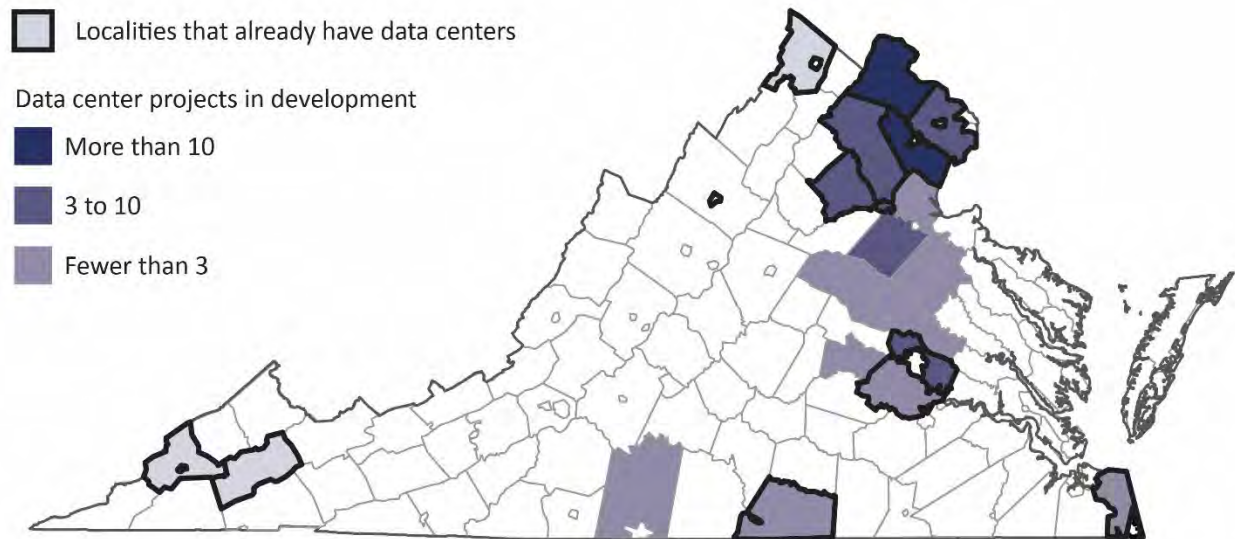 Localities that already have data centers
Data center projects in development
More than 10
3 to 10
Fewer than 3